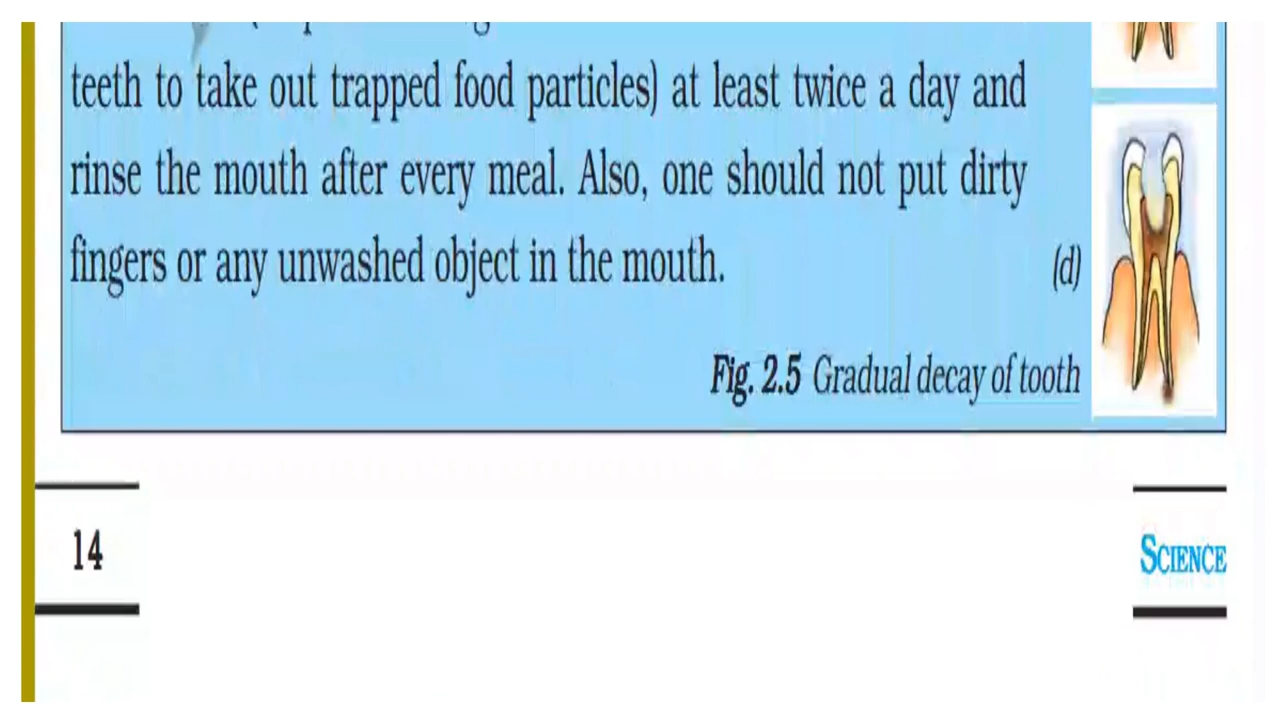 teeth to take out trapped food particles) at least twice a day and
rinse the mouth after every meal. Also, one should not put dirty
fingers or any unwashed object in the mouth.
(d)
Fig. 2.5 Gradual decay of tooth
14
SCIENCE